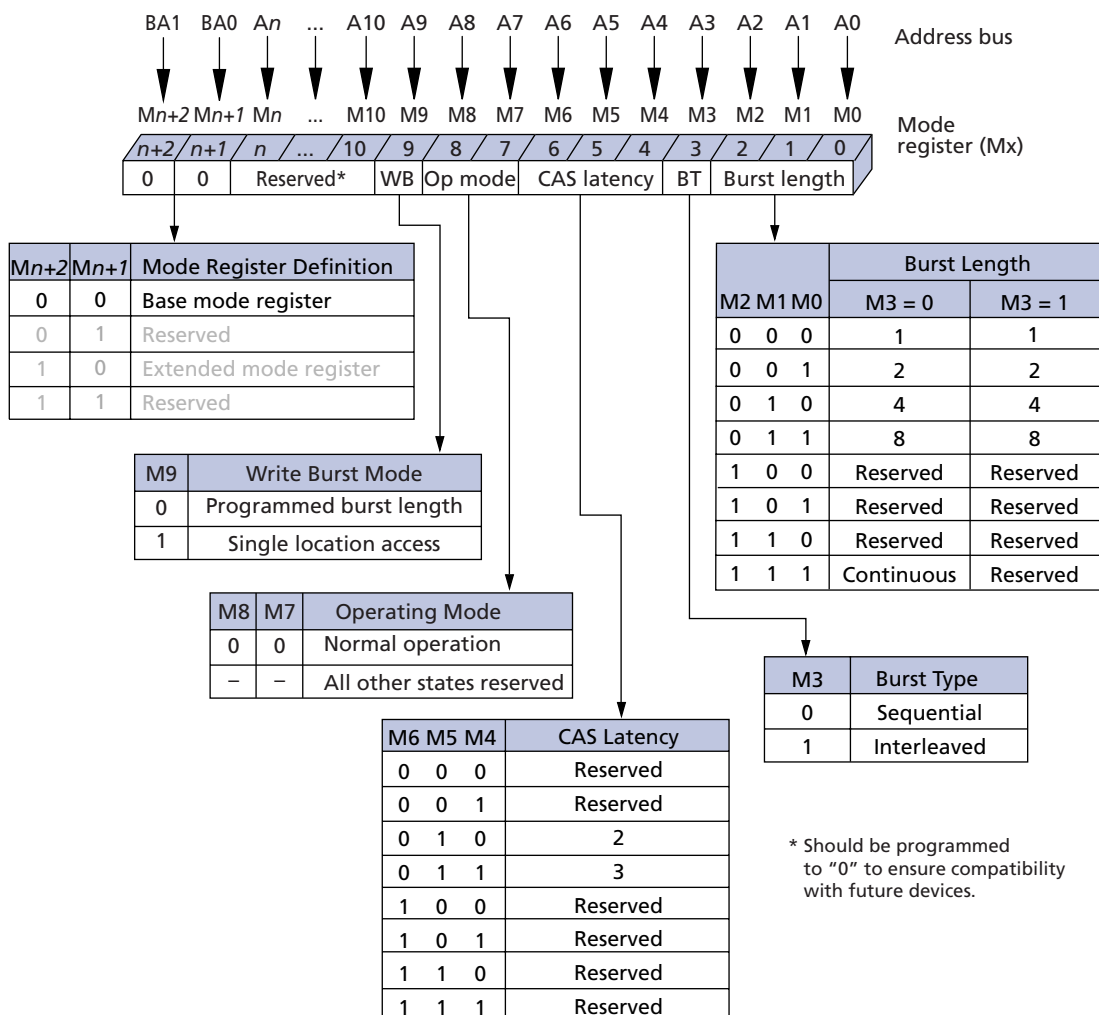 BA1 BA0 An ... A10 A9 A8 A7 A6 A5 A4 A3 A2 A1 A0 Address bus
Mn+2 Mn+1 Mn ... M10 M9 M8 M7 M6 M5 M4 M3 M2 M1 M0
Mode
register (Mx)
n+2 n+1 n ... 10 9 8 7 6 5 4 3 2 1 0
0 0 Reserved* WB Op mode CAS latency BT Burst length
Mn+2 Mn+1 Mode Register Definition
0 0 Base mode register
0 1 Reserved
1 0 Extended mode register
1 1 Reserved
Burst Length
M2 M1 M0 M3 = 0 M3 = 1
0 0 0 1 1
0 0 1 2 2
0 1 0 4 4
0 1 1 8 8
1 0 0 Reserved Reserved
1 0 1 Reserved Reserved
1 1 0 Reserved Reserved
1 1 1 Continuous Reserved
M9 Write Burst Mode
0 Programmed burst length
1 Single location access
M8 M7 Operating Mode
0 0 Normal operation
– – All other states reserved
M3 Burst Type
0 Sequential
1 Interleaved
M6 M5 M4 CAS Latency
0 0 0 Reserved
0 0 1 Reserved
0 1 0 2
0 1 1 3
1 0 0 Reserved
1 0 1 Reserved
1 1 0 Reserved
1 1 1 Reserved
* Should be programmed
to “0” to ensure compatibility
with future devices.